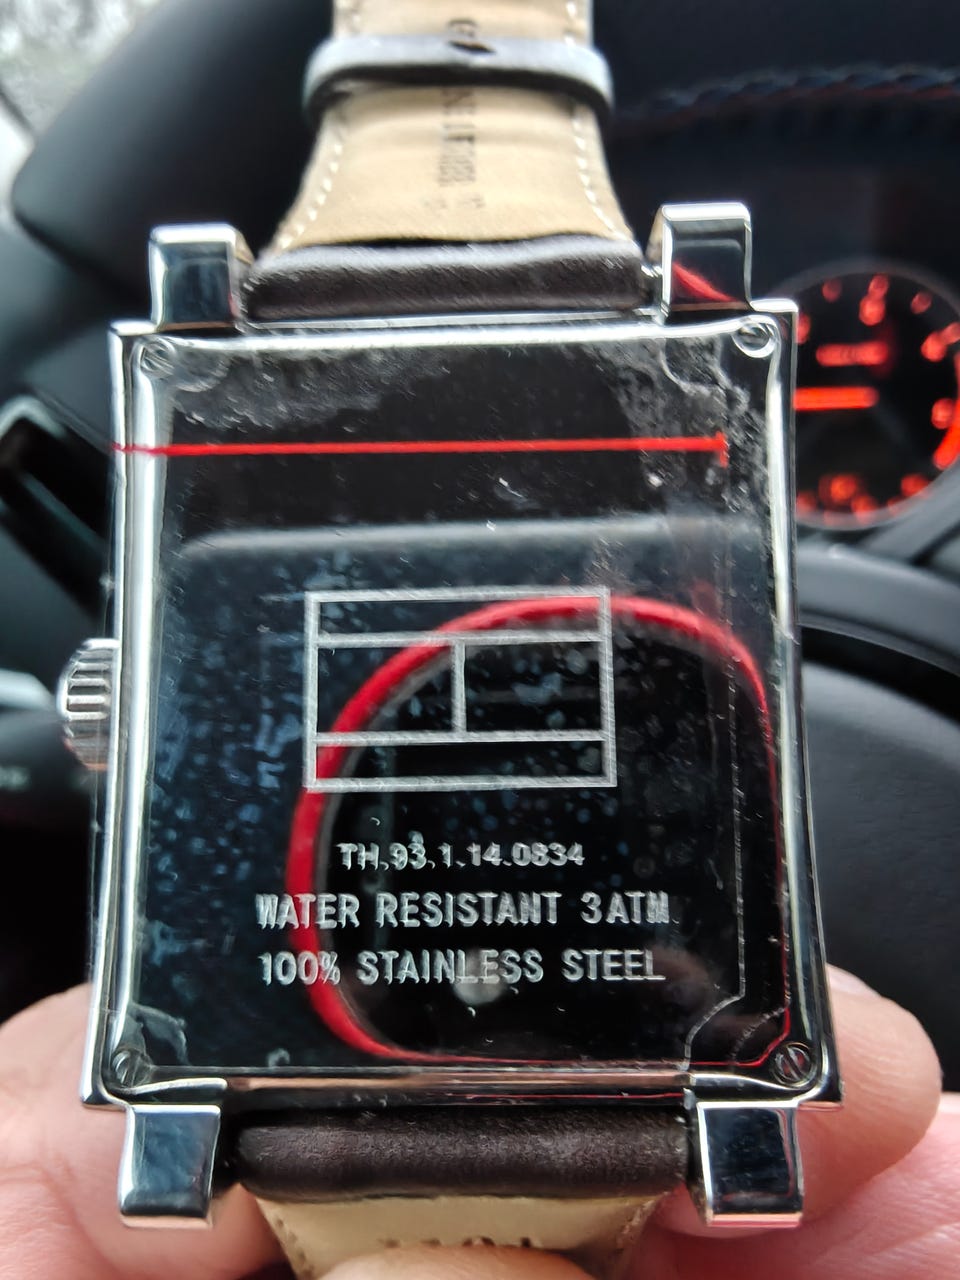 TH.93.1.14.0834
WATER RESISTANT 3ATM
100% STAINLESS STEEL